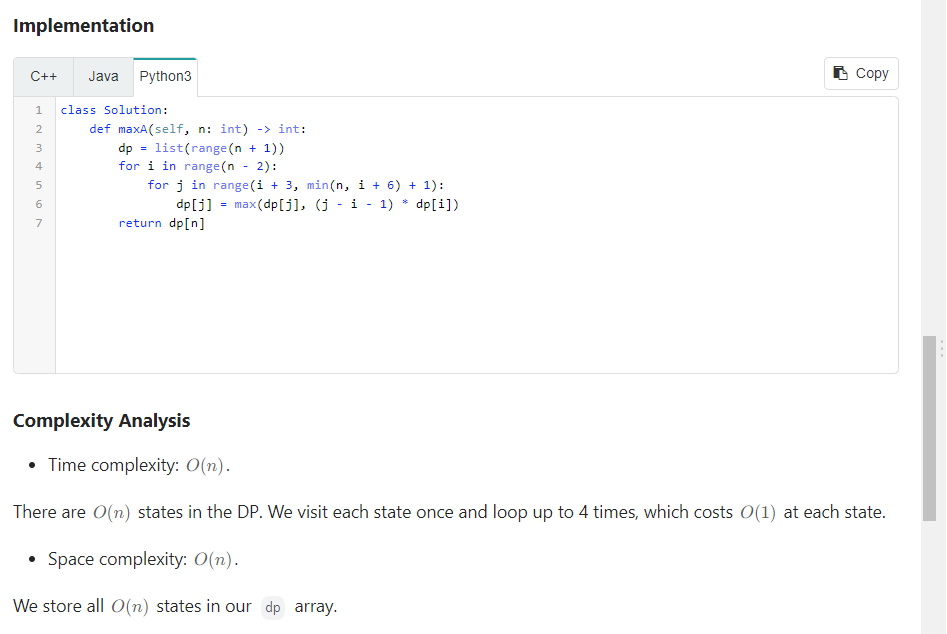 Implementation
C++ Java Python3 Copy
1 class Solution:
2     def maxA(self, n: int) -> int:
3         dp = list(range(n + 1))
4         for i in range(n - 2):
5             for j in range(i + 3, min(n, i + 6) + 1):
6                 dp[j] = max(dp[j], (j - i - 1) * dp[i])
7         return dp[n]
Complexity Analysis
• Time complexity: O(n).
There are O(n) states in the DP. We visit each state once and loop up to 4 times, which costs O(1) at each state.
• Space complexity: O(n).
We store all O(n) states in our dp array.